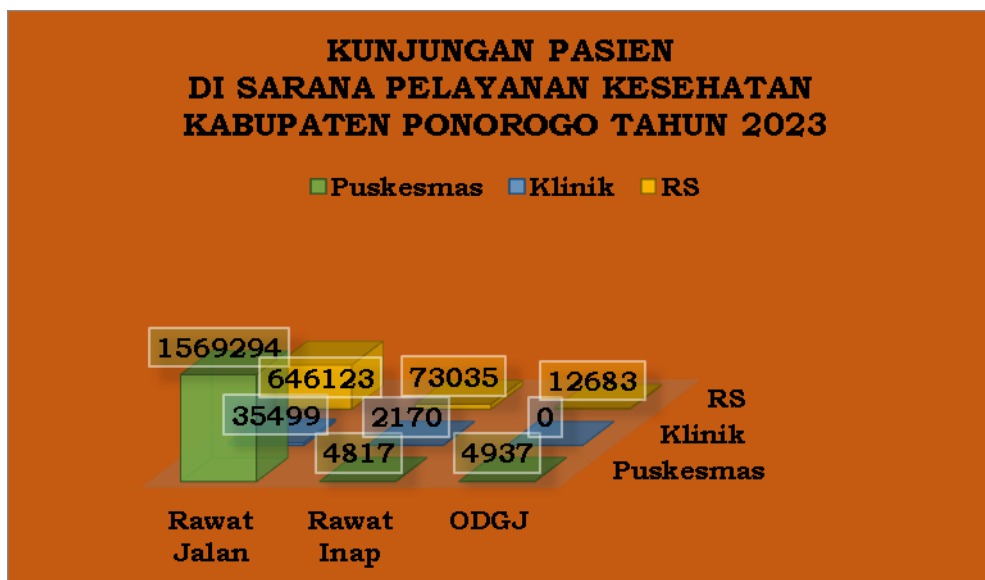 KUNJUNGAN PASIEN
DI SARANA PELAYANAN KESEHATAN
KABUPATEN PONOROGO TAHUN 2023
Puskesmas Klinik RS
1569294
646123 73035 12683
RS
35499 2170 0
Klinik
4817 4937
Puskesmas
Rawat Rawat ODGJ
Jalan Inap